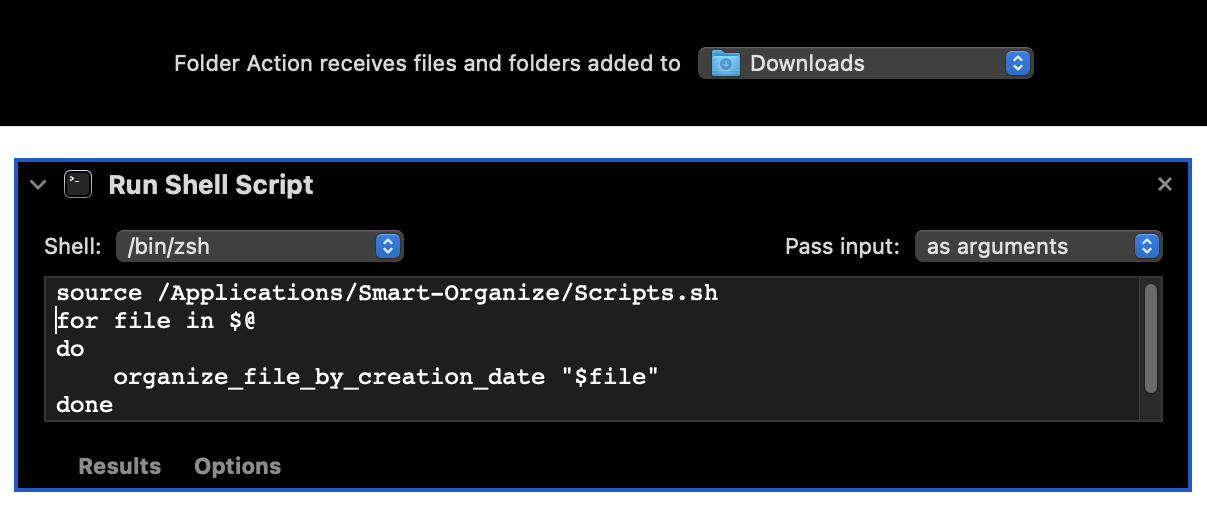 Folder Action receives files and folders added to Downloads
Run Shell Script
Shell: /bin/zsh Pass input: as arguments
source /Applications/Smart-Organize/Scripts.sh
for file in $@
do
    organize_file_by_creation_date "$file"
done
Results Options